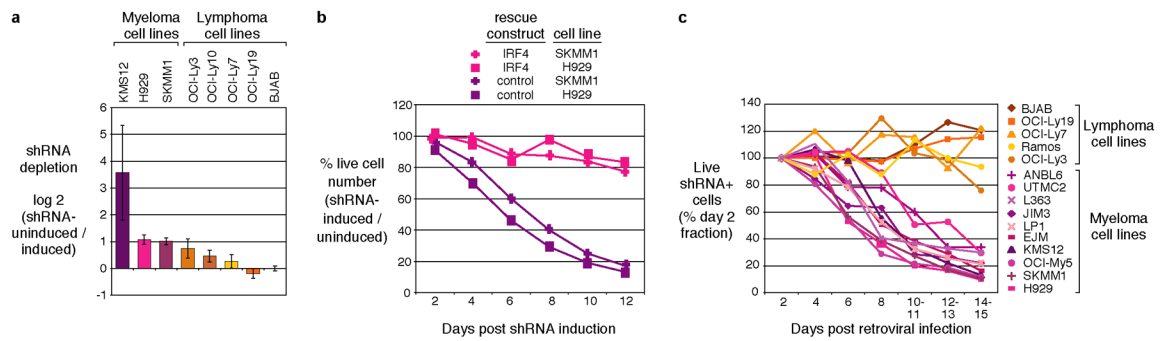 a
Myeloma
cell lines
Lymphoma
cell lines
KMS12
H929
SKMM1
OCI-Ly3
OCI-Ly10
OCI-Ly7
OCI-Ly19
BJAB
shRNA
depletion
log 2
(shRNA-
uninduced /
induced)
6
5
4
3
2
1
0
-1
b
rescue
construct
cell line
IRF4 SKMM1
IRF4 H929
control SKMM1
control H929
% live cell
number
(shRNA-
induced /
uninduced)
120
100
80
60
40
20
0
2 4 6 8 10 12
Days post shRNA induction
c
Live
shRNA+
cells
(% day 2
fraction)
140
120
100
80
60
40
20
0
2 4 6 8 10-11 12-13 14-15
Days post retroviral infection
BJAB
OCI-Ly19
OCI-Ly7
Ramos
OCI-Ly3
Lymphoma
cell lines
ANBL6
UTMC2
L363
JIM3
LP1
EJM
KMS12
OCI-My5
SKMM1
H929
Myeloma
cell lines